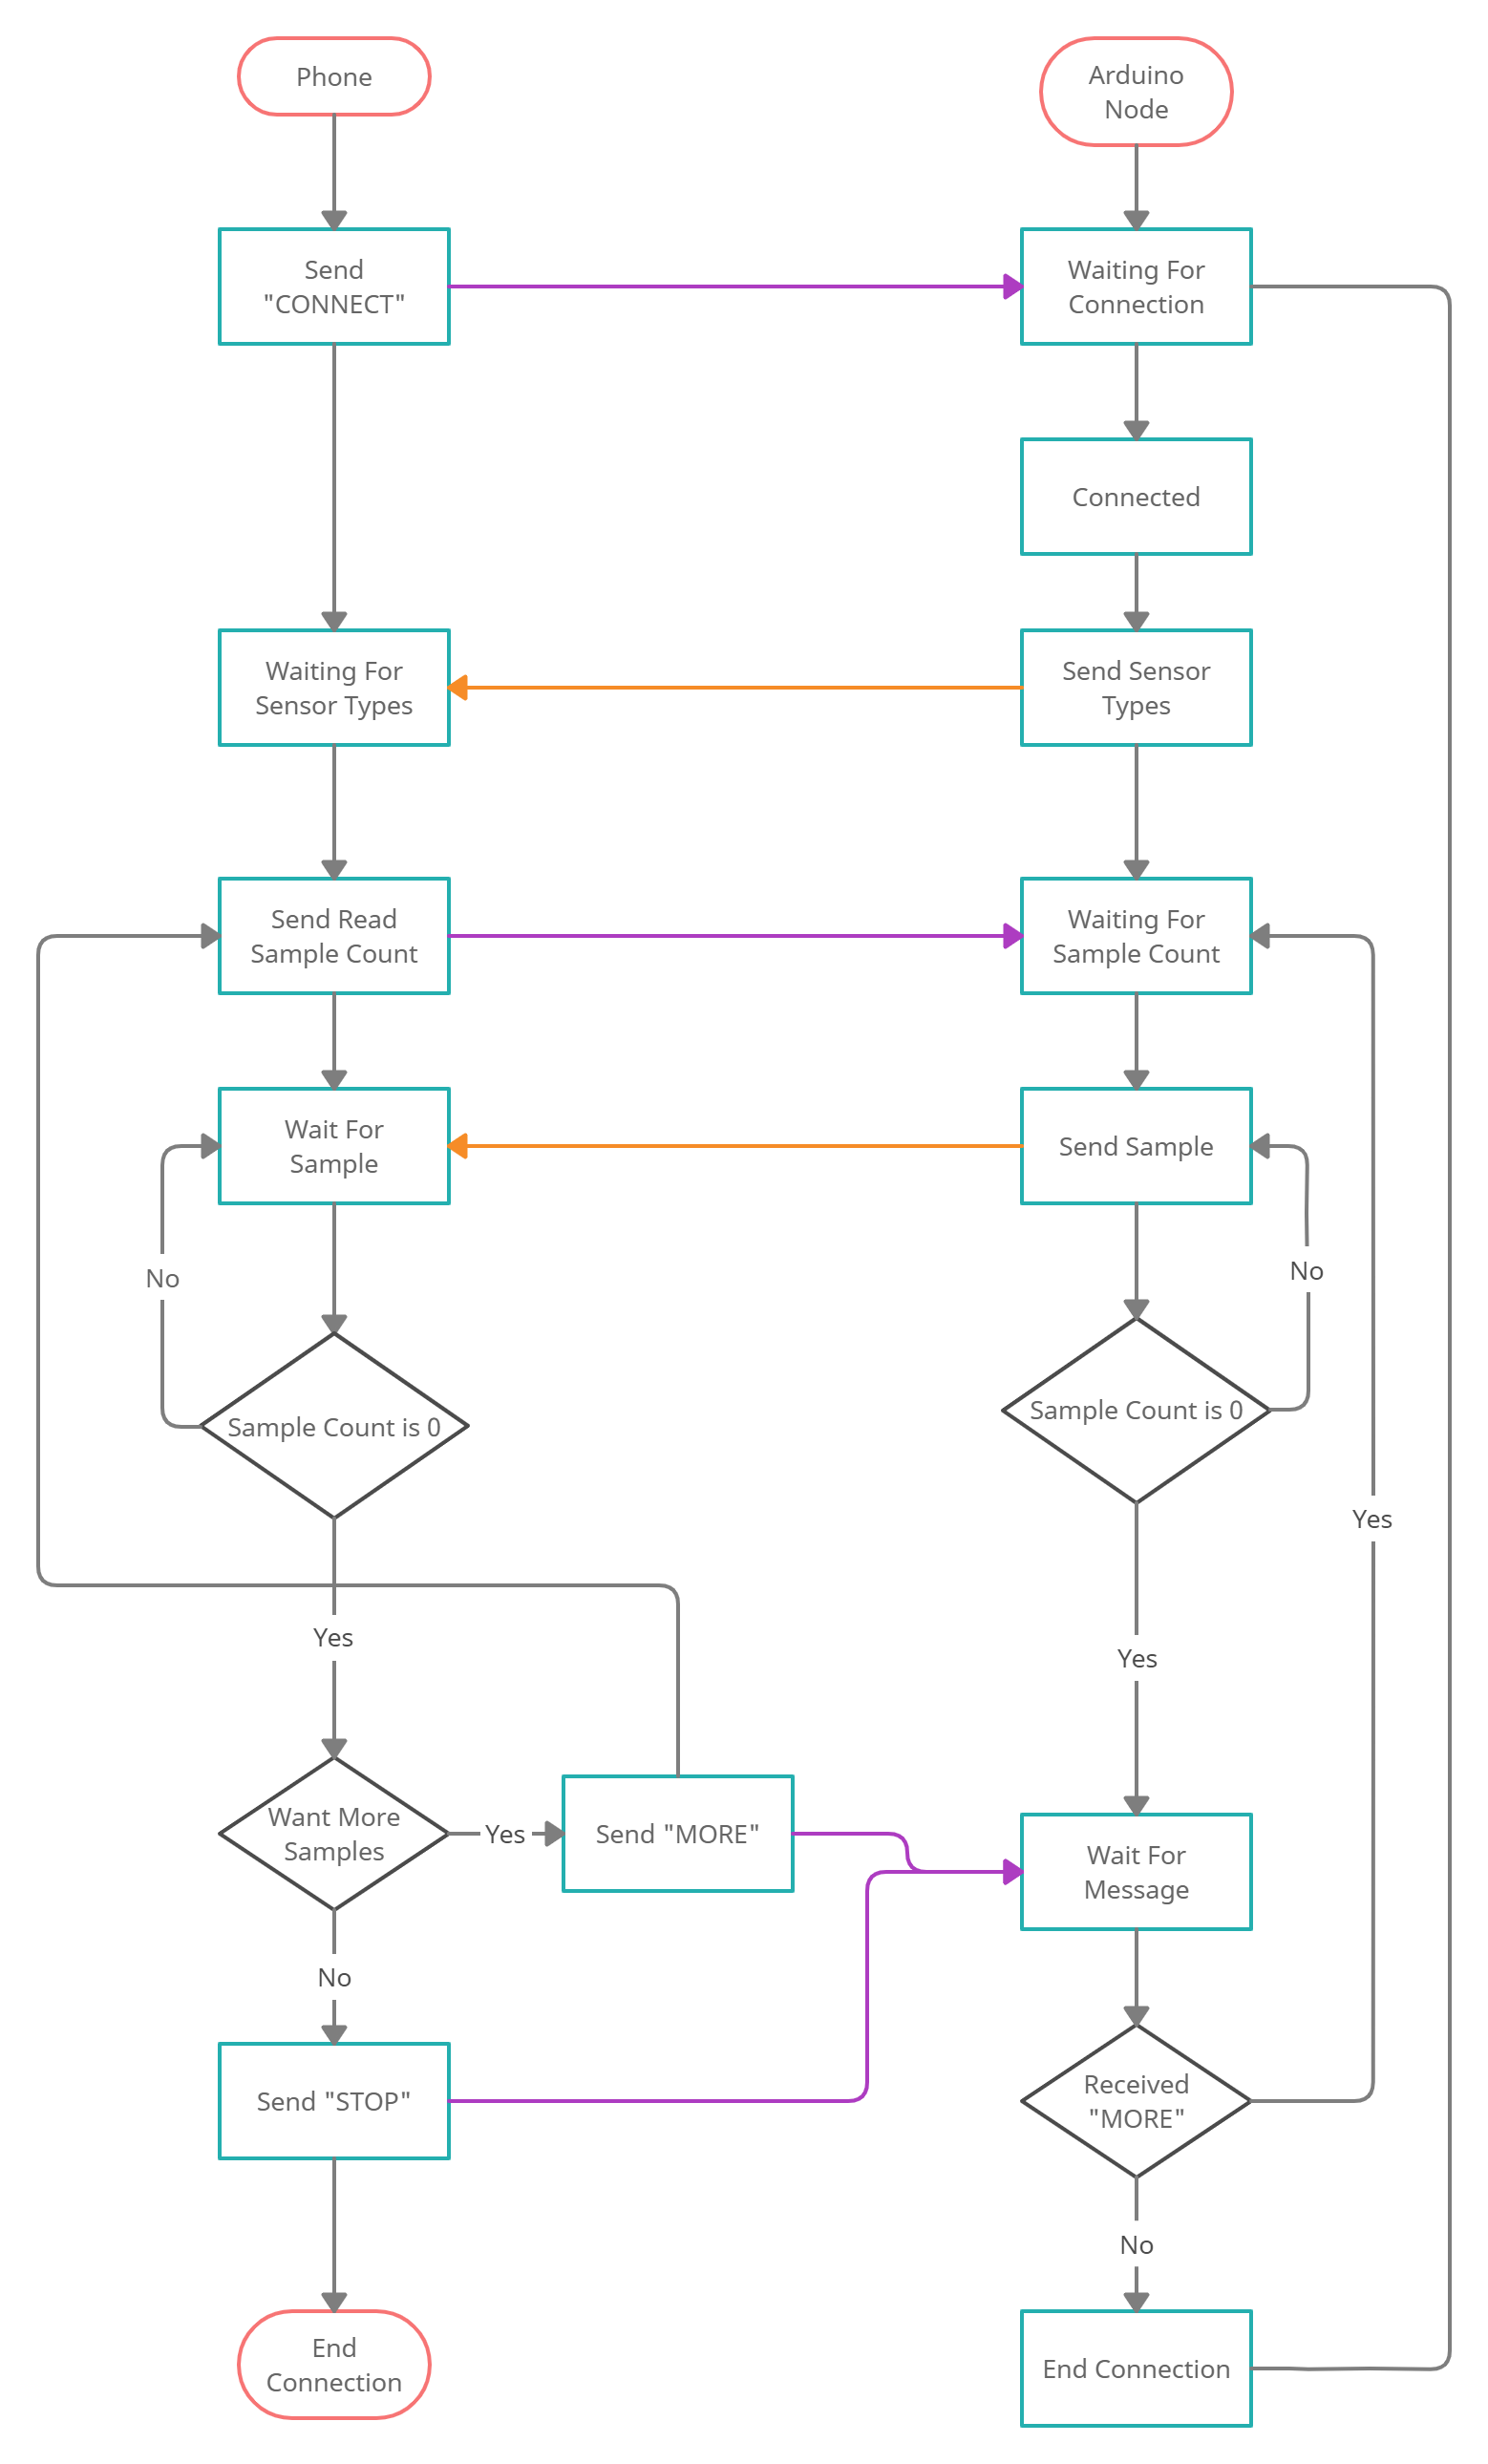 Phone
Arduino
Node
Send
"CONNECT"
Waiting For
Connection
Connected
Waiting For
Sensor Types
Send Sensor
Types
Send Read
Sample Count
Waiting For
Sample Count
Wait For
Sample
Send Sample
No
No
Sample Count is 0
Sample Count is 0
Yes
Yes
Yes
Want More
Samples
Yes
Send "MORE"
Wait For
Message
No
Send "STOP"
Received
"MORE"
No
End
Connection
End Connection